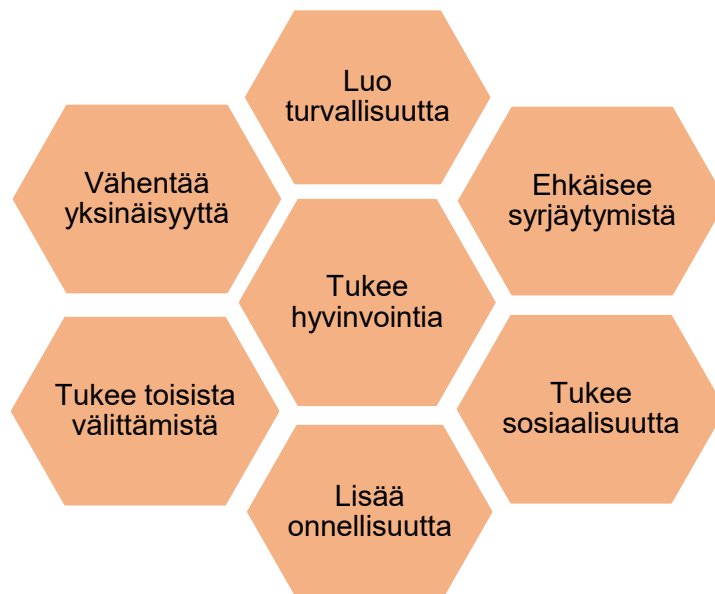 Luo
turvallisuutta
Vähentää
yksinäisyyttä
Ehkäisee
syrjäytymistä
Tukee
hyvinvointia
Tukee toisista
välittämistä
Tukee
sosiaalisuutta
Lisää
onnellisuutta